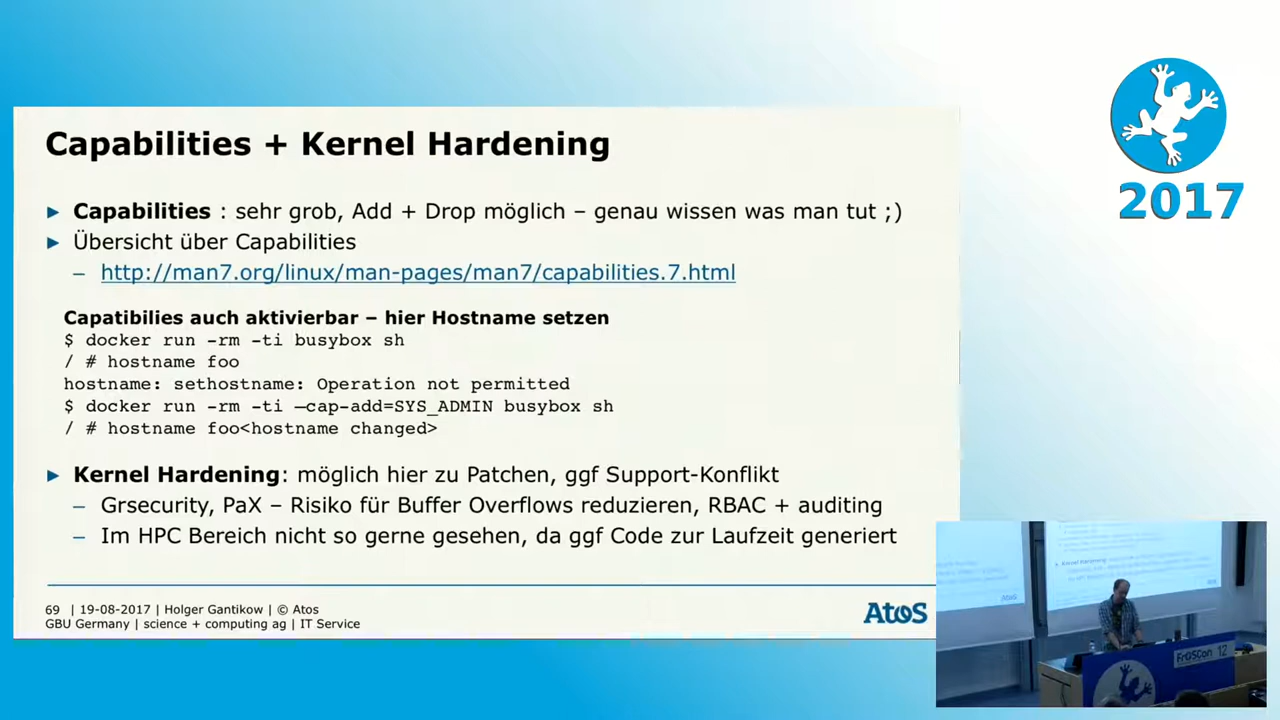 Capabilities + Kernel Hardening
► Capabilities : sehr grob, Add + Drop möglich – genau wissen was man tut ;)
► Übersicht über Capabilities
– http://man7.org/linux/man-pages/man7/capabilities.7.html
Capatibilies auch aktivierbar – hier Hostname setzen
$ docker run -rm -ti busybox sh
/ # hostname foo
hostname: sethostname: Operation not permitted
$ docker run -rm -ti –cap-add=SYS_ADMIN busybox sh
/ # hostname foo<hostname changed>
► Kernel Hardening: möglich hier zu Patchen, ggf Support-Konflikt
– Grsecurity, PaX – Risiko für Buffer Overflows reduzieren, RBAC + auditing
– Im HPC Bereich nicht so gerne gesehen, da ggf Code zur Laufzeit generiert
69 | 19-08-2017 | Holger Gantikow | © Atos
GBU Germany | science + computing ag | IT Service
Atos
2017
Kernel Hardening:
Atos
FrOSCon 12